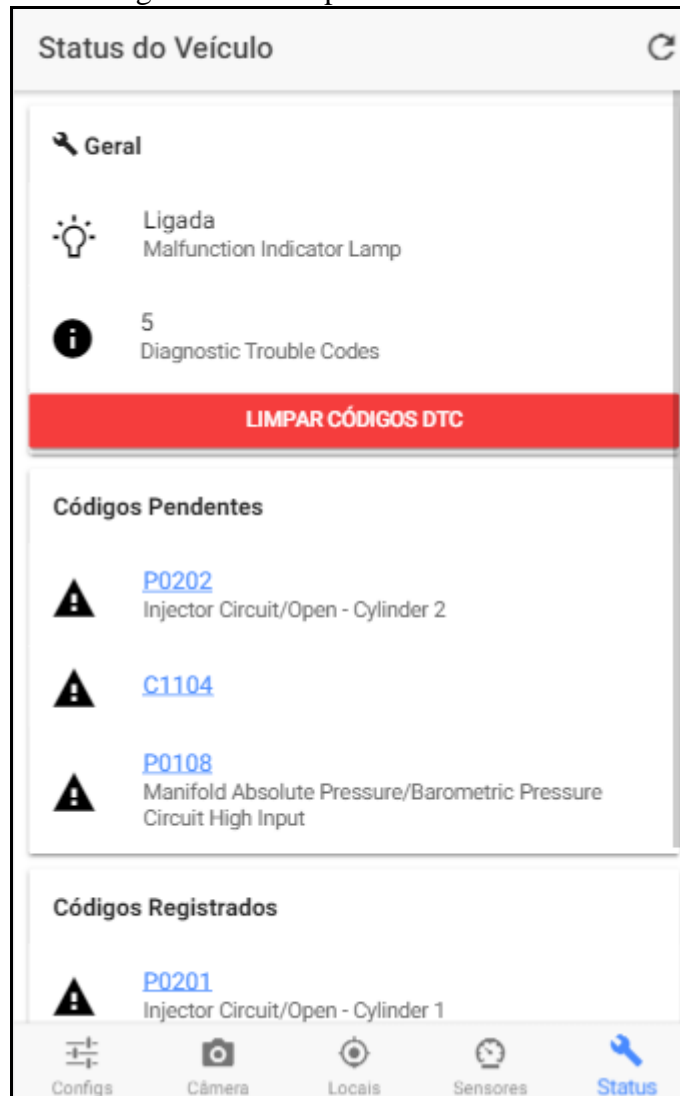 Status do Veículo
Geral
Ligada
Malfunction Indicator Lamp
5
Diagnostic Trouble Codes
LIMPAR CÓDIGOS DTC
Códigos Pendentes
P0202
Injector Circuit/Open - Cylinder 2
C1104
P0108
Manifold Absolute Pressure/Barometric Pressure
Circuit High Input
Códigos Registrados
P0201
Injector Circuit/Open - Cylinder 1
Configs Câmera Locais Sensores Status